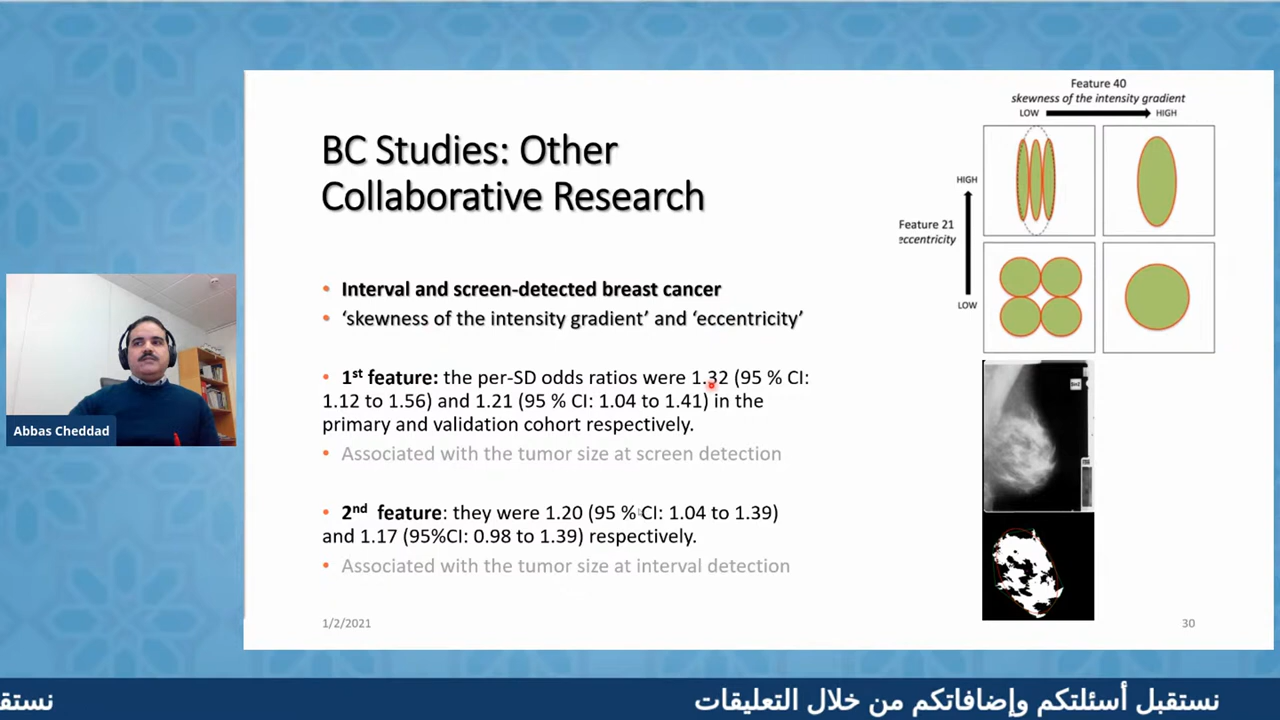 BC Studies: Other
Collaborative Research
• Interval and screen-detected breast cancer
• ‘skewness of the intensity gradient’ and ‘eccentricity’
• 1st feature: the per-SD odds ratios were 1.32 (95 % CI:
1.12 to 1.56) and 1.21 (95 % CI: 1.04 to 1.41) in the
primary and validation cohort respectively.
• Associated with the tumor size at screen detection
• 2nd feature: they were 1.20 (95 % CI: 1.04 to 1.39)
and 1.17 (95%CI: 0.98 to 1.39) respectively.
• Associated with the tumor size at interval detection
1/2/2021
30
Feature 40
skewness of the intensity gradient
LOW
HIGH
HIGH
Feature 21
eccentricity
LOW
Abbas Cheddad
نستقبل أسئلتكم وإضافاتكم من خلال التعليقات
نستق